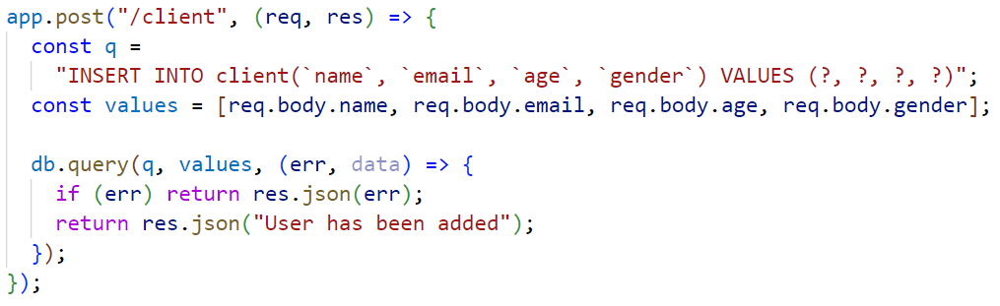 app.post("/client", (req, res) => {
  const q =
    "INSERT INTO client(`name`, `email`, `age`, `gender`) VALUES (?, ?, ?, ?)";
  const values = [req.body.name, req.body.email, req.body.age, req.body.gender];

  db.query(q, values, (err, data) => {
    if (err) return res.json(err);
    return res.json("User has been added");
  });
});